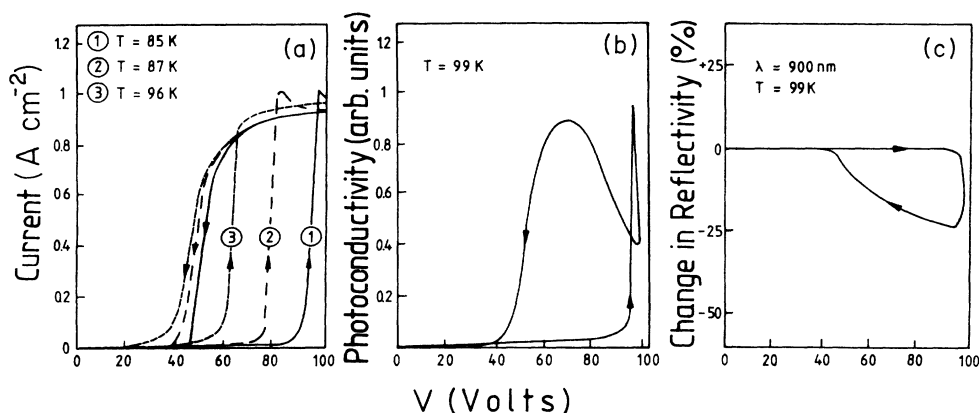 Current (A cm⁻²)
1.2
1
0.8
0.6
0.4
0.2
0
(a)
① T = 85 K
② T = 87 K
③ T = 96 K
③
②
①
0 20 40 60 80 100
Photoconductivity (arb. units)
1.2
1
0.8
0.6
0.4
0.2
0
(b)
T = 99 K
0 20 40 60 80 100
Change in Reflectivity (%)
+25
0
-25
-50
(c)
λ = 900 nm
T = 99K
0 20 40 60 80 100
V (Volts)